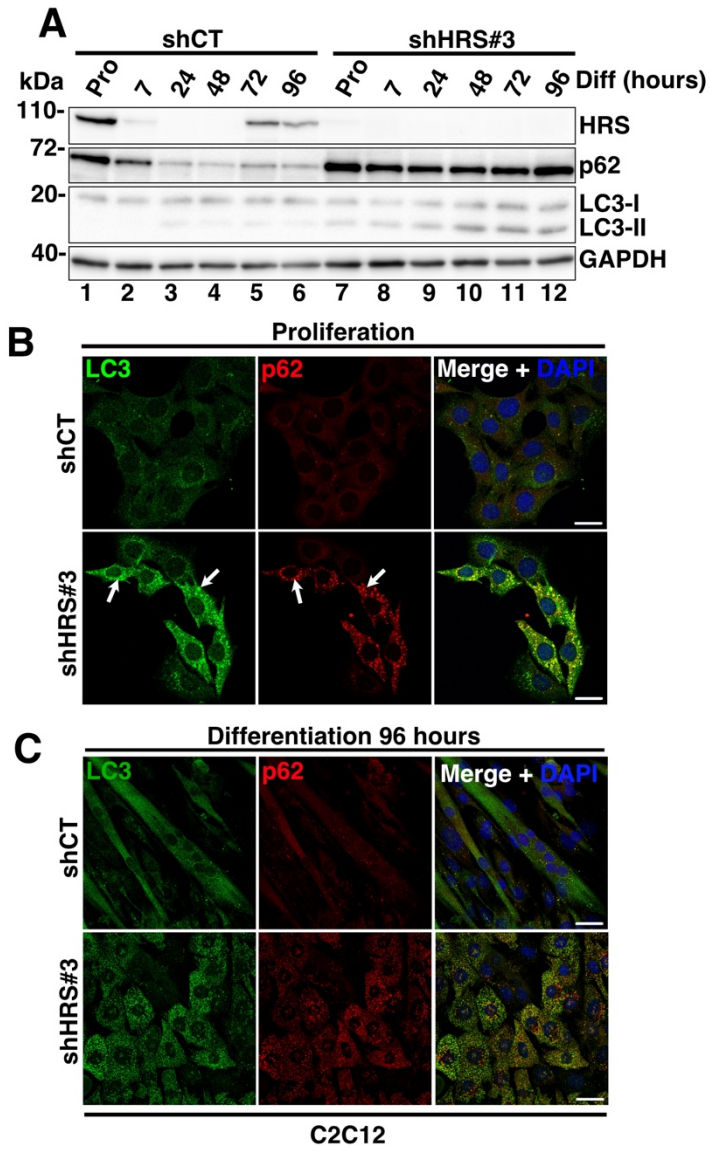 A
shCT shHRS#3
kDa Pro 7 24 48 72 96 Pro 7 24 48 72 96 Diff (hours)
110- HRS
72- p62
20- LC3-I
LC3-II
40- GAPDH
1 2 3 4 5 6 7 8 9 10 11 12
B
Proliferation
LC3 p62 Merge + DAPI
shCT
shHRS#3
C
Differentiation 96 hours
LC3 p62 Merge + DAPI
shCT
shHRS#3
C2C12